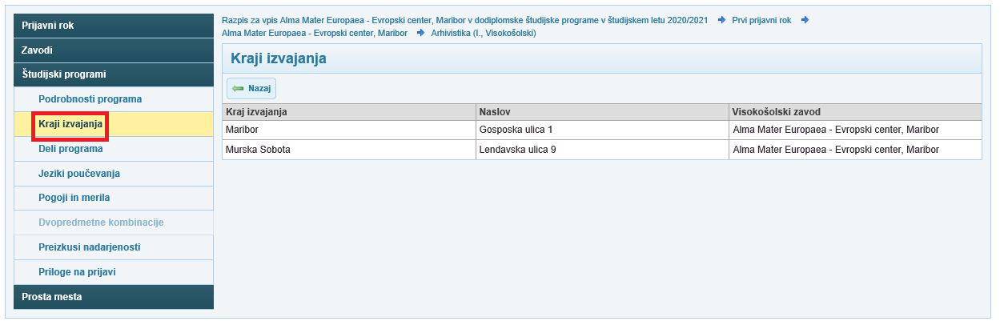 Prijavni rok
Zavodi
Študijski programi
Podrobnosti programa
Kraji izvajanja
Deli programa
Jeziki poučevanja
Pogoji in merila
Dvopredmetne kombinacije
Preizkusi nadarjenosti
Priloge na prijavi
Prosta mesta
Razpis za vpis Alma Mater Europaea - Evropski center, Maribor v dodiplomske študijske programe v študijskem letu 2020/2021 Prvi prijavni rok
Alma Mater Europaea - Evropski center, Maribor Arhivistika (I., Visokošolski)
Kraji izvajanja
Nazaj
Kraj izvajanja Naslov Visokošolski zavod
Maribor Gosposka ulica 1 Alma Mater Europaea - Evropski center, Maribor
Murska Sobota Lendavska ulica 9 Alma Mater Europaea - Evropski center, Maribor